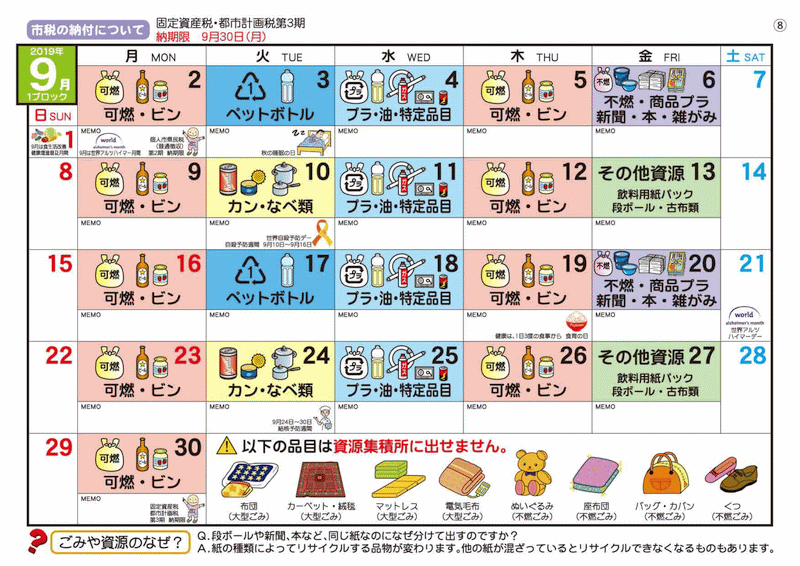 市税の納付について
固定資産税・都市計画税第3期
納期限 9月30日(月)
⑧
2019年
9月
1ブロック
日 SUN
月 MON
火 TUE
水 WED
木 THU
金 FRI
土 SAT
1
9月は食生活改善
健康増進普及月間
可燃
2
可燃・ビン
MEMO
world
alzheimer's month
9月は世界アルツハイマー月間
個人市県民税
(普通徴収)
第2期 納期限
1
3
ペットボトル
MEMO
秋の睡眠の日
プラ
4
プラ・油・特定品目
MEMO
可燃
5
可燃・ビン
MEMO
不燃
6
不燃・商品プラ
新聞・本・雑がみ
MEMO
7
8
可燃
9
可燃・ビン
MEMO
10
カン・なべ類
MEMO
世界自殺予防デー
自殺予防週間 9月10日〜9月16日
プラ
11
プラ・油・特定品目
MEMO
可燃
12
可燃・ビン
MEMO
その他資源 13
飲料用紙パック
段ボール・古布類
MEMO
14
15
可燃
16
可燃・ビン
MEMO
1
17
ペットボトル
MEMO
プラ
18
プラ・油・特定品目
MEMO
可燃
19
可燃・ビン
MEMO
健康は、1日3度の食事から 食育の日
不燃
20
不燃・商品プラ
新聞・本・雑がみ
MEMO
21
world
alzheimer's month
世界アルツ
ハイマーデー
22
可燃
23
可燃・ビン
MEMO
24
カン・なべ類
MEMO
9月24日〜30日
結核予防週間
プラ
25
プラ・油・特定品目
MEMO
可燃
26
可燃・ビン
MEMO
その他資源 27
飲料用紙パック
段ボール・古布類
MEMO
28
29
可燃
30
可燃・ビン
MEMO
固定資産税
都市計画税
第3期 納期限
以下の品目は資源集積所に出せません。
布団
(大型ごみ)
カーペット・絨毯
(大型ごみ)
マットレス
(大型ごみ)
電気毛布
(大型ごみ)
ぬいぐるみ
(不燃ごみ)
座布団
(不燃ごみ)
バッグ・カバン
(不燃ごみ)
くつ
(不燃ごみ)
ごみや資源のなぜ？
Q.段ボールや新聞、本など、同じ紙なのになぜ分けて出すのですか？
A.紙の種類によってリサイクルする品物が変わります。他の紙が混ざっているとリサイクルできなくなるものもあります。